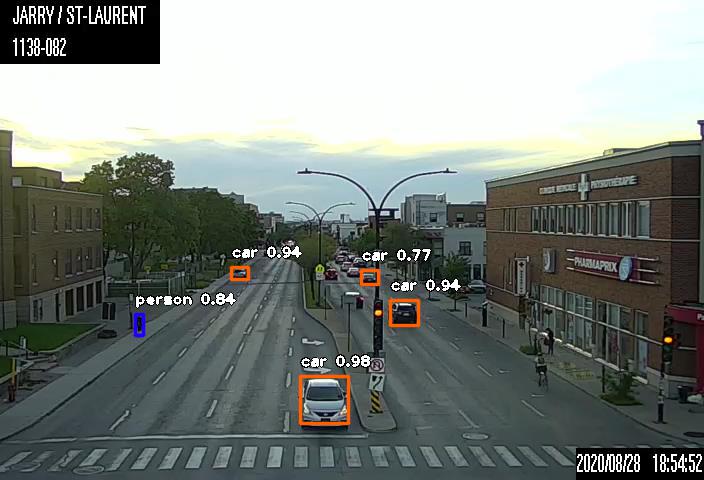 JARRY / ST-LAURENT
1138-082
PHYSIOTHERAPIE
PHARMAPRIX
car 0.94
car 0.77
car 0.94
person 0.84
car 0.98
2020/08/28 18:54:52